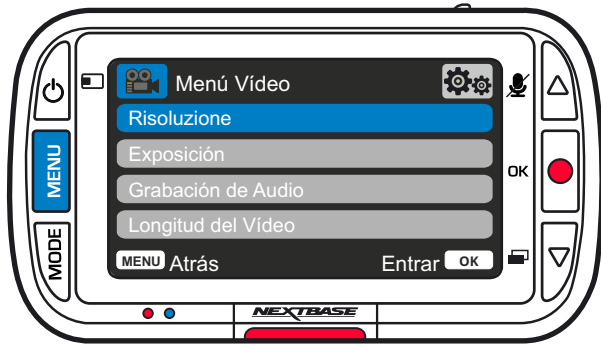 Menú Vídeo
Risoluzione
Exposición
Grabación de Audio
Longitud del Vídeo
MENU Atrás Entrar OK
MENU
MODE
OK
NEXTBASE